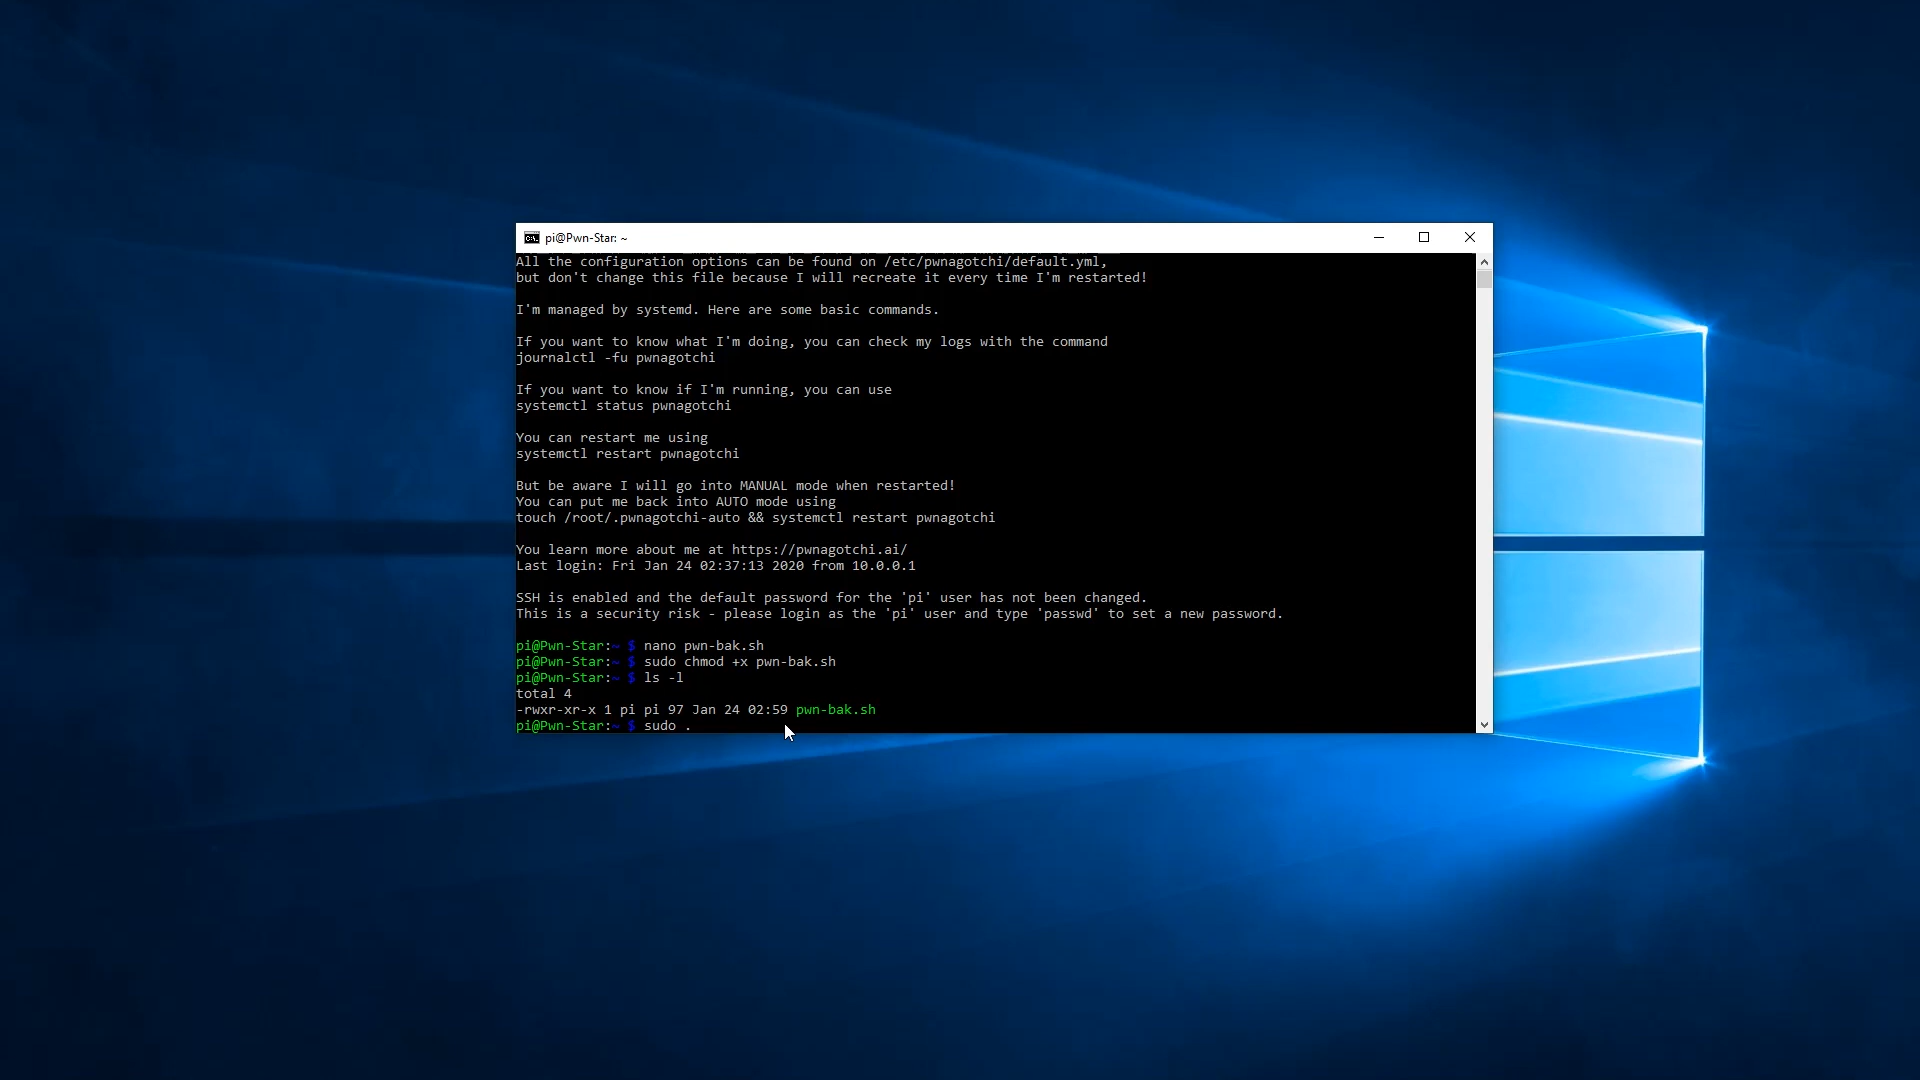 pi@Pwn-Star: ~
All the configuration options can be found on /etc/pwnagotchi/default.yml,
but don't change this file because I will recreate it every time I'm restarted!
I'm managed by systemd. Here are some basic commands.
If you want to know what I'm doing, you can check my logs with the command
journalctl -fu pwnagotchi
If you want to know if I'm running, you can use
systemctl status pwnagotchi
You can restart me using
systemctl restart pwnagotchi
But be aware I will go into MANUAL mode when restarted!
You can put me back into AUTO mode using
touch /root/.pwnagotchi-auto && systemctl restart pwnagotchi
You learn more about me at https://pwnagotchi.ai/
Last login: Fri Jan 24 02:37:13 2020 from 10.0.0.1
SSH is enabled and the default password for the 'pi' user has not been changed.
This is a security risk - please login as the 'pi' user and type 'passwd' to set a new password.
pi@Pwn-Star:~ $ nano pwn-bak.sh
pi@Pwn-Star:~ $ sudo chmod +x pwn-bak.sh
pi@Pwn-Star:~ $ ls -l
total 4
-rwxr-xr-x 1 pi pi 97 Jan 24 02:59 pwn-bak.sh
pi@Pwn-Star:~ $ sudo .